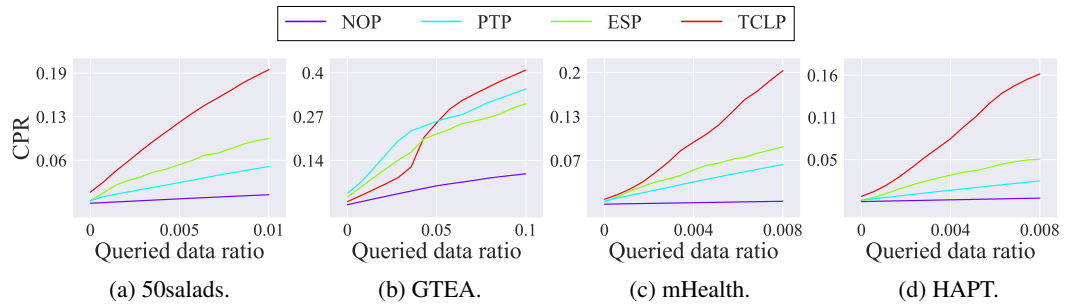 NOP PTP ESP TCLP
CPR
0.19
0.13
0.06
0 0.005 0.01
Queried data ratio
(a) 50salads.
0.4
0.27
0.14
0 0.05 0.1
Queried data ratio
(b) GTEA.
0.2
0.13
0.07
0 0.004 0.008
Queried data ratio
(c) mHealth.
0.16
0.11
0.05
0 0.004 0.008
Queried data ratio
(d) HAPT.